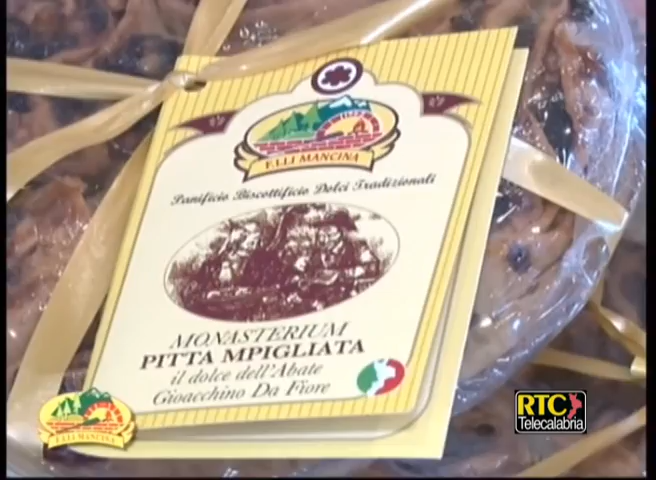 F.LLI MANCINA
Panificio Biscottificio Dolci Tradizionali
MONASTERIUM
PITTA MPIGLIATA
il dolce dell'Abate
Gioacchino Da Fiore
F.LLI MANCINA
RTC
Telecalabria